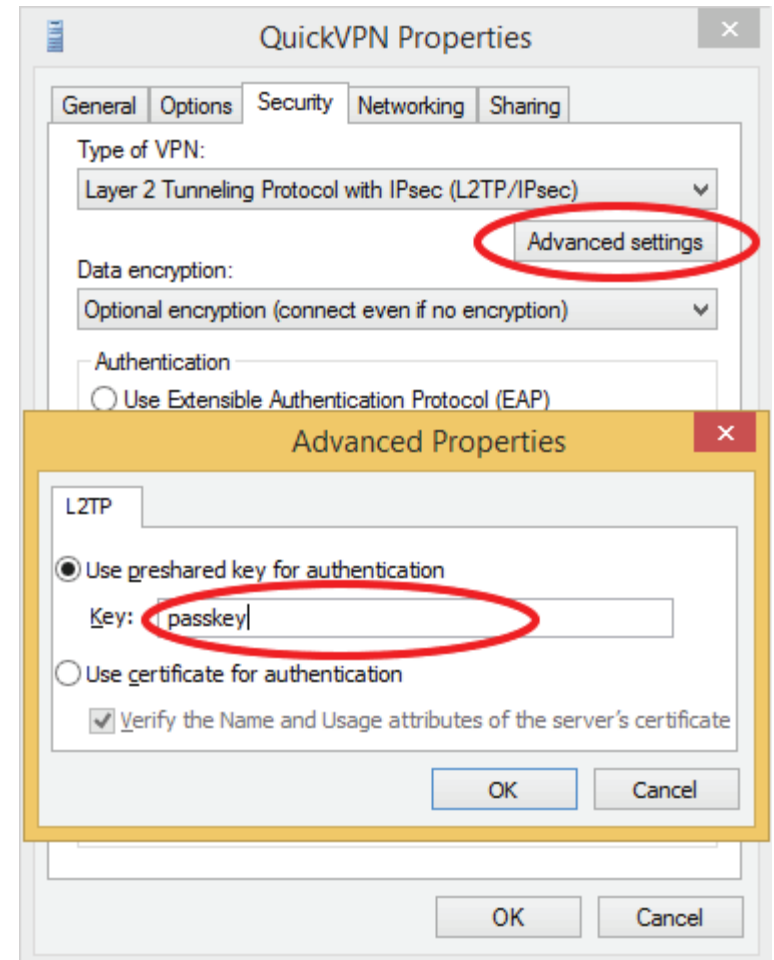 QuickVPN Properties
General Options Security Networking Sharing
Type of VPN:
Layer 2 Tunneling Protocol with IPsec (L2TP/IPsec)
Advanced settings
Data encryption:
Optional encryption (connect even if no encryption)
Authentication
Use Extensible Authentication Protocol (EAP)
Advanced Properties
L2TP
Use preshared key for authentication
Key: passkey
Use certificate for authentication
Verify the Name and Usage attributes of the server's certificate
OK Cancel
OK Cancel